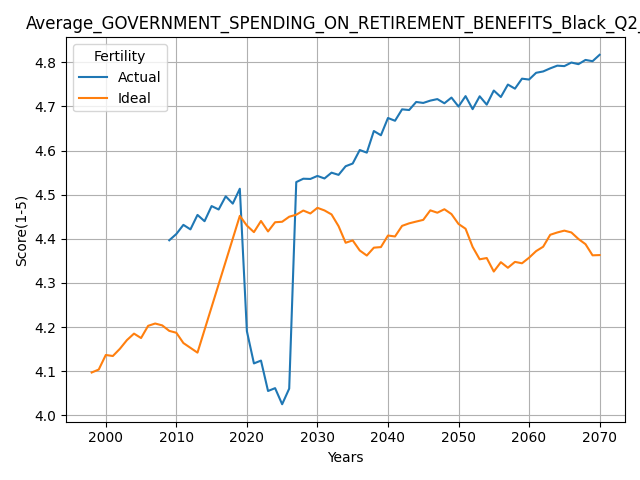 Average_GOVERNMENT_SPENDING_ON_RETIREMENT_BENEFITS_Black_Q2_
Fertility
Actual
Ideal
Score(1-5)
4.8
4.7
4.6
4.5
4.4
4.3
4.2
4.1
4.0
2000 2010 2020 2030 2040 2050 2060 2070
Years